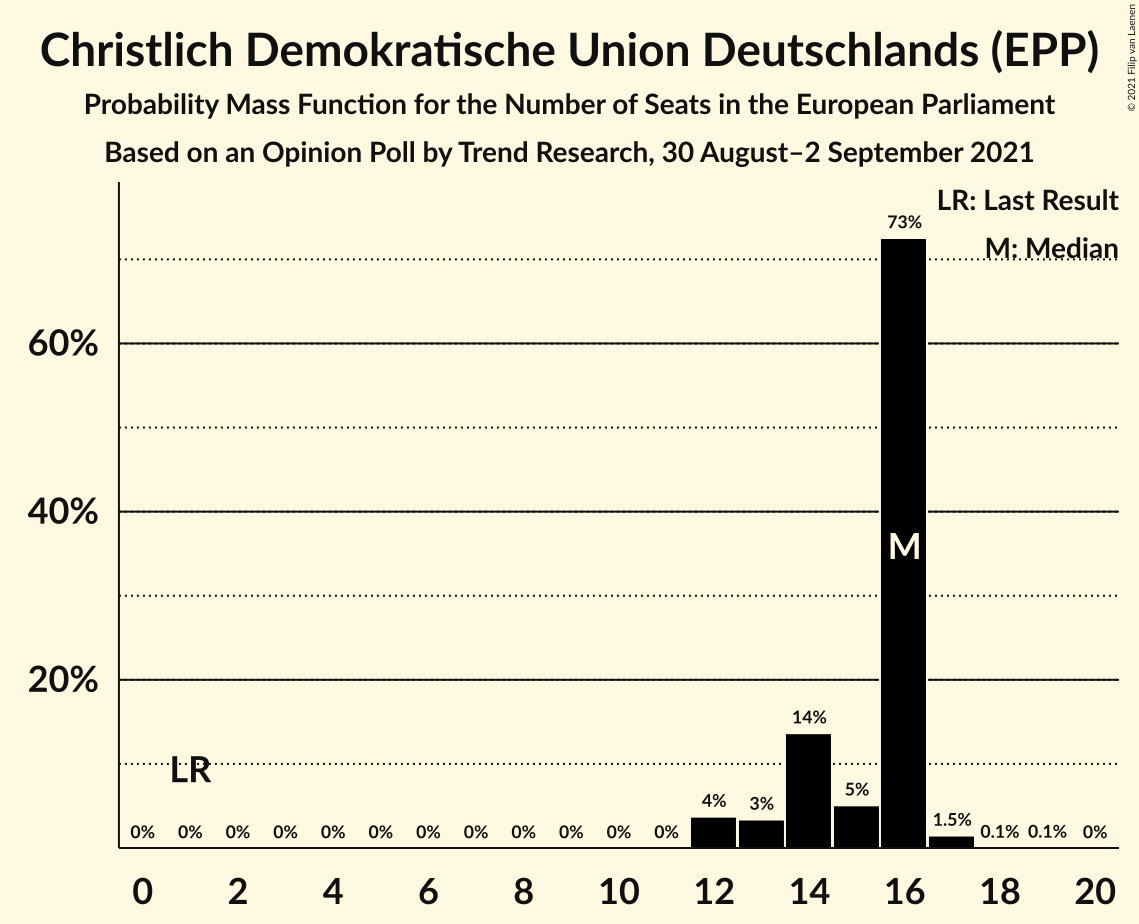 Christlich Demokratische Union Deutschlands (EPP)
Probability Mass Function for the Number of Seats in the European Parliament
Based on an Opinion Poll by Trend Research, 30 August–2 September 2021
© 2021 Filip van Laenen
LR: Last Result
M: Median
73%
60%
40%
M
20%
14%
LR
4%
3%
5%
1.5%
0% 0% 0% 0% 0% 0% 0% 0% 0% 0% 0% 0% 0.1% 0.1% 0%
0 2 4 6 8 10 12 14 16 18 20